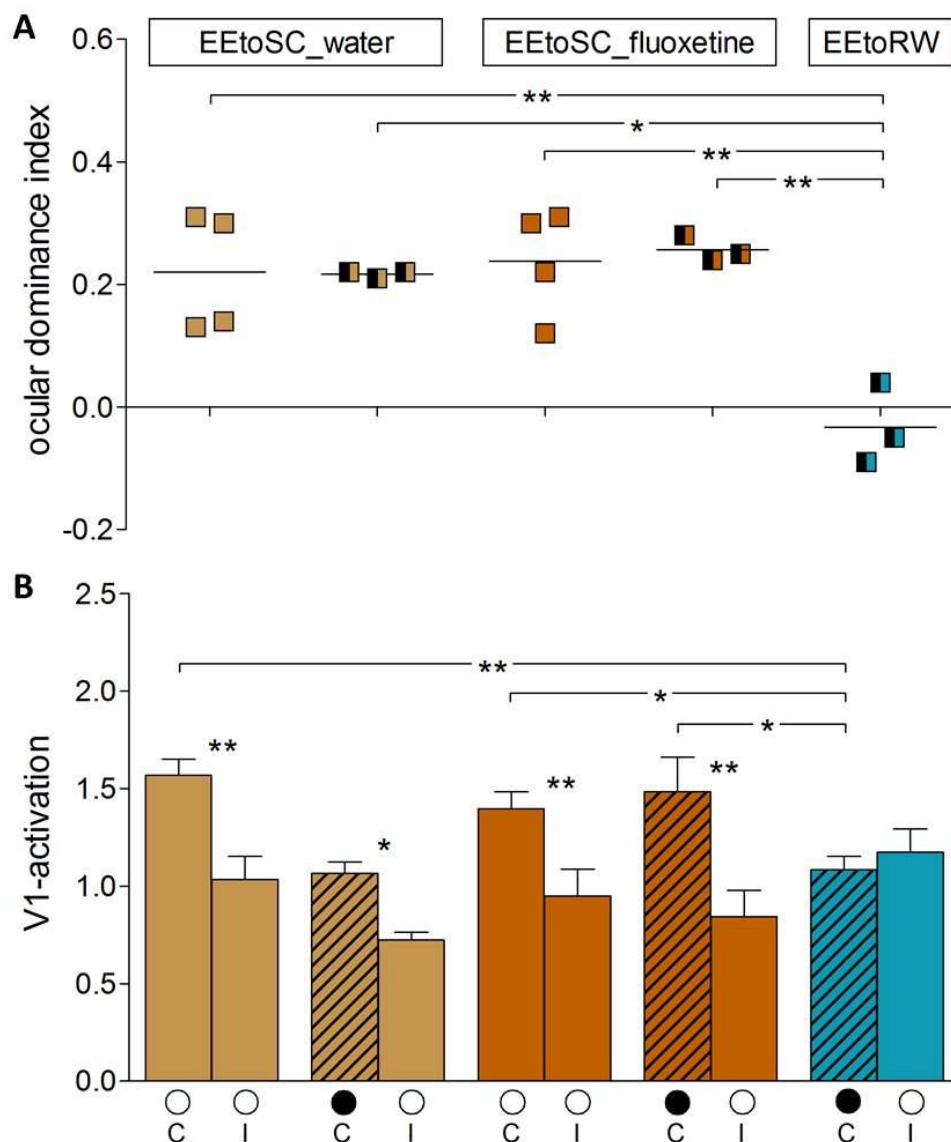 A
EEtoSC_water EEtoSC_fluoxetine EEtoRW
0.6
**
*
**
**
0.4
0.2
0.0
-0.2
ocular dominance index
B
2.5
2.0
1.5
1.0
0.5
0.0
V1-activation
**
*
*
** * ** **
C I C I C I C I C I